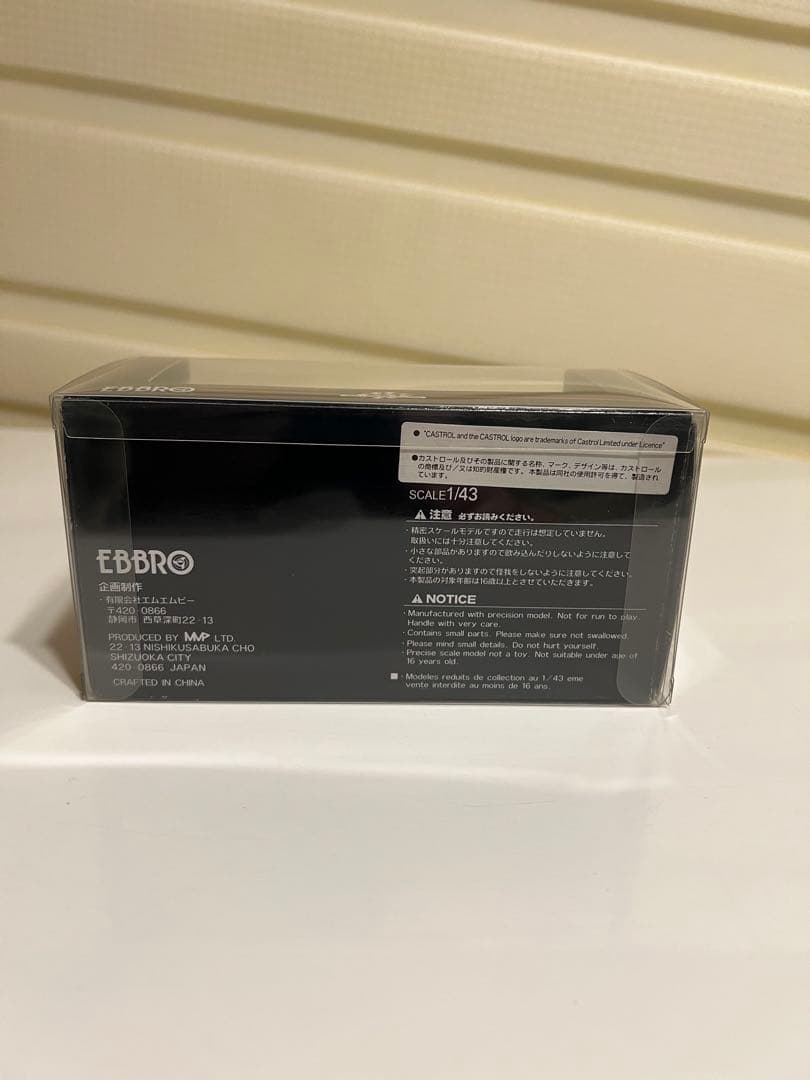 EBBRO
● "CASTROL and the CASTROL logo are trademarks of Castrol Limited under Licence"
●カストロール及びその製品に関する名称、マーク、デザイン等は、カストロール
の商標及び/又は知的財産権です。本製品は同社の使用許可を得て、製造され
ています。
SCALE1/43
⚠ 注意 必ずお読みください。
・精密スケールモデルですので走行は想定していません。
取扱いには十分注意してください。
・小さな部品がありますので飲み込んだりしないように注意して
ください。
・突起部分がありますので怪我をしないように注意してください。
・本製品の対象年齢は16歳以上とさせていただきます。
⚠ NOTICE
・Manufactured with precision model. Not for run to play.
Handle with very care.
・Contains small parts. Please make sure not swallowed.
・Please mind small details. Do not hurt yourself.
・Precise scale model not a toy. Not suitable under age of
16 years old.
■・Modeles reduits de collection au 1/43 eme
vente interdite au moins de 16 ans.
EBBRO
企画制作
・有限会社エムエムピー
〒420-0866
静岡市 西草深町22-13
PRODUCED BY MMP LTD.
22-13 NISHIKUSABUKA CHO
SHIZUOKA CITY
420-0866 JAPAN
CRAFTED IN CHINA